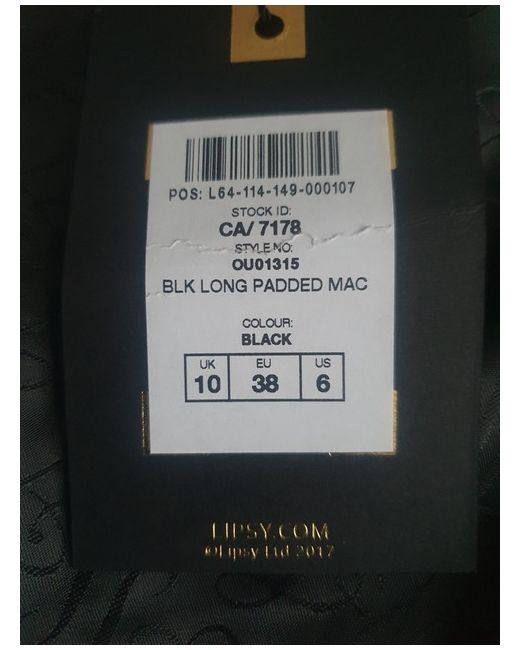 POS: L64-114-149-000107
STOCK ID:
CA/ 7178
STYLE NO:
OU01315
BLK LONG PADDED MAC
COLOUR:
BLACK
UK EU US
10 38 6
LIPSY.COM
©Lipsy Ltd 2017